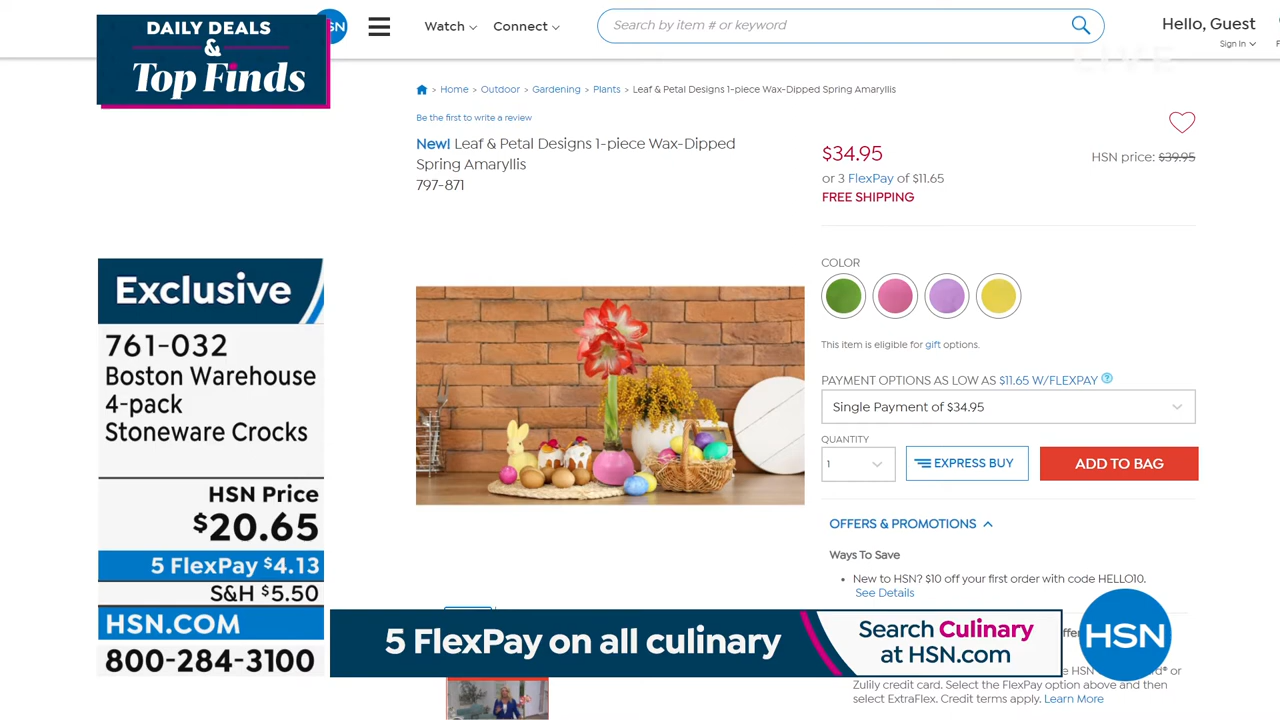 DAILY DEALS
&
Top Finds
Watch
Connect
Search by item # or keyword
Hello, Guest
Sign In
Home > Outdoor > Gardening > Plants > Leaf & Petal Designs 1-piece Wax-Dipped Spring Amaryllis
Be the first to write a review
New! Leaf & Petal Designs 1-piece Wax-Dipped
Spring Amaryllis
797-871
$34.95
HSN price: $39.95
or 3 FlexPay of $11.65
FREE SHIPPING
COLOR
This item is eligible for gift options.
PAYMENT OPTIONS AS LOW AS $11.65 W/FLEXPAY
Single Payment of $34.95
QUANTITY
1
EXPRESS BUY
ADD TO BAG
OFFERS & PROMOTIONS
Ways To Save
• New to HSN? $10 off your first order with code HELLO10.
See Details
Zulily credit card. Select the FlexPay option above and then
select ExtraFlex. Credit terms apply. Learn More
Exclusive
761-032
Boston Warehouse
4-pack
Stoneware Crocks
HSN Price
$20.65
5 FlexPay $4.13
S&H $5.50
HSN.COM
800-284-3100
5 FlexPay on all culinary
Search Culinary
at HSN.com
HSN